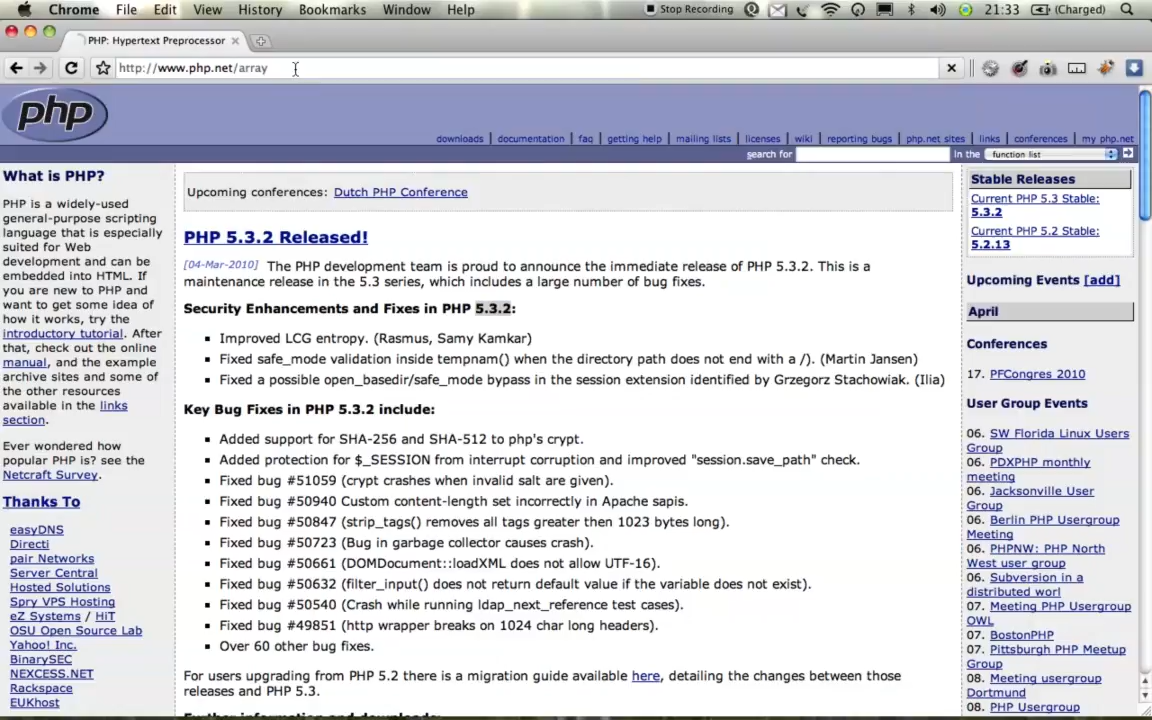 Chrome File Edit View History Bookmarks Window Help Stop Recording 21:33 (Charged)
PHP: Hypertext Preprocessor
http://www.php.net/array
php
downloads | documentation | faq | getting help | mailing lists | licenses | wiki | reporting bugs | php.net sites | links | conferences | my php.net
search for in the function list
What is PHP?
PHP is a widely-used
general-purpose scripting
language that is especially
suited for Web
development and can be
embedded into HTML. If
you are new to PHP and
want to get some idea of
how it works, try the
introductory tutorial. After
that, check out the online
manual, and the example
archive sites and some of
the other resources
available in the links
section.
Ever wondered how
popular PHP is? see the
Netcraft Survey.
Thanks To
easyDNS
Directi
pair Networks
Server Central
Hosted Solutions
Spry VPS Hosting
eZ Systems / HiT
OSU Open Source Lab
Yahoo! Inc.
BinarySEC
NEXCESS.NET
Rackspace
EUKhost
Upcoming conferences: Dutch PHP Conference
PHP 5.3.2 Released!
[04-Mar-2010] The PHP development team is proud to announce the immediate release of PHP 5.3.2. This is a
maintenance release in the 5.3 series, which includes a large number of bug fixes.
Security Enhancements and Fixes in PHP 5.3.2:
Improved LCG entropy. (Rasmus, Samy Kamkar)
Fixed safe_mode validation inside tempnam() when the directory path does not end with a /). (Martin Jansen)
Fixed a possible open_basedir/safe_mode bypass in the session extension identified by Grzegorz Stachowiak. (Ilia)
Key Bug Fixes in PHP 5.3.2 include:
Added support for SHA-256 and SHA-512 to php's crypt.
Added protection for $_SESSION from interrupt corruption and improved "session.save_path" check.
Fixed bug #51059 (crypt crashes when invalid salt are given).
Fixed bug #50940 Custom content-length set incorrectly in Apache sapis.
Fixed bug #50847 (strip_tags() removes all tags greater then 1023 bytes long).
Fixed bug #50723 (Bug in garbage collector causes crash).
Fixed bug #50661 (DOMDocument::loadXML does not allow UTF-16).
Fixed bug #50632 (filter_input() does not return default value if the variable does not exist).
Fixed bug #50540 (Crash while running ldap_next_reference test cases).
Fixed bug #49851 (http wrapper breaks on 1024 char long headers).
Over 60 other bug fixes.
For users upgrading from PHP 5.2 there is a migration guide available here, detailing the changes between those
releases and PHP 5.3.
Further information and downloads:
Stable Releases
Current PHP 5.3 Stable:
5.3.2
Current PHP 5.2 Stable:
5.2.13
Upcoming Events [add]
April
Conferences
17. PFCongres 2010
User Group Events
06. SW Florida Linux Users
Group
06. PDXPHP monthly
meeting
06. Jacksonville User
Group
06. Berlin PHP Usergroup
Meeting
06. PHPNW: PHP North
West user group
06. Subversion in a
distributed worl
07. Meeting PHP Usergroup
OWL
07. BostonPHP
07. Pittsburgh PHP Meetup
Group
08. Meeting usergroup
Dortmund
08. PHP Usergroup